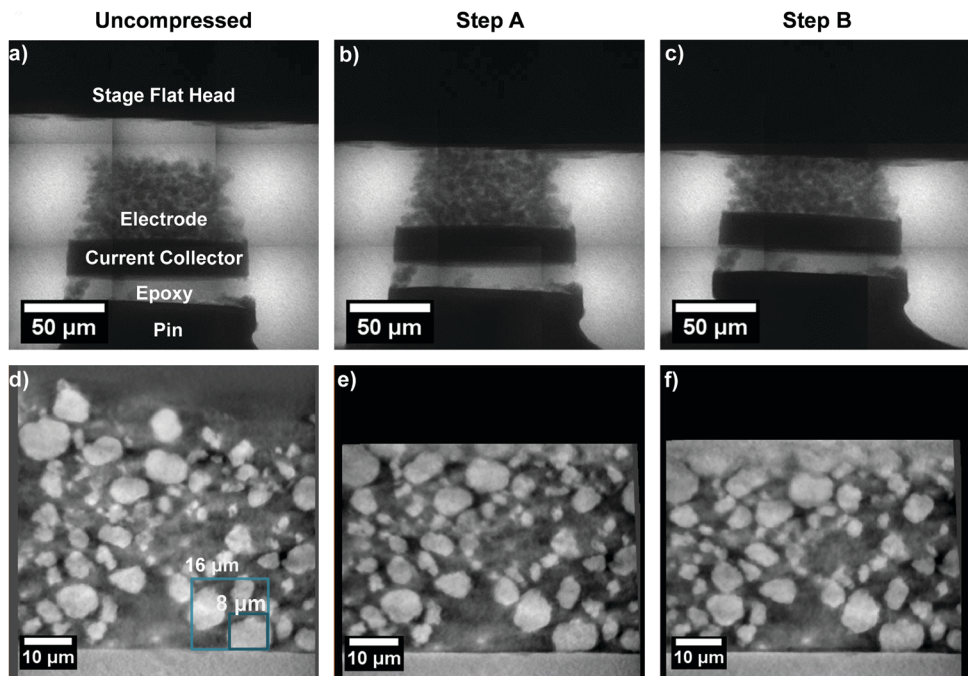 Uncompressed
Step A
Step B
a)
b)
c)
Stage Flat Head
Electrode
Current Collector
Epoxy
Pin
50 µm
50 µm
50 µm
d)
e)
f)
16 µm
8 µm
10 µm
10 µm
10 µm